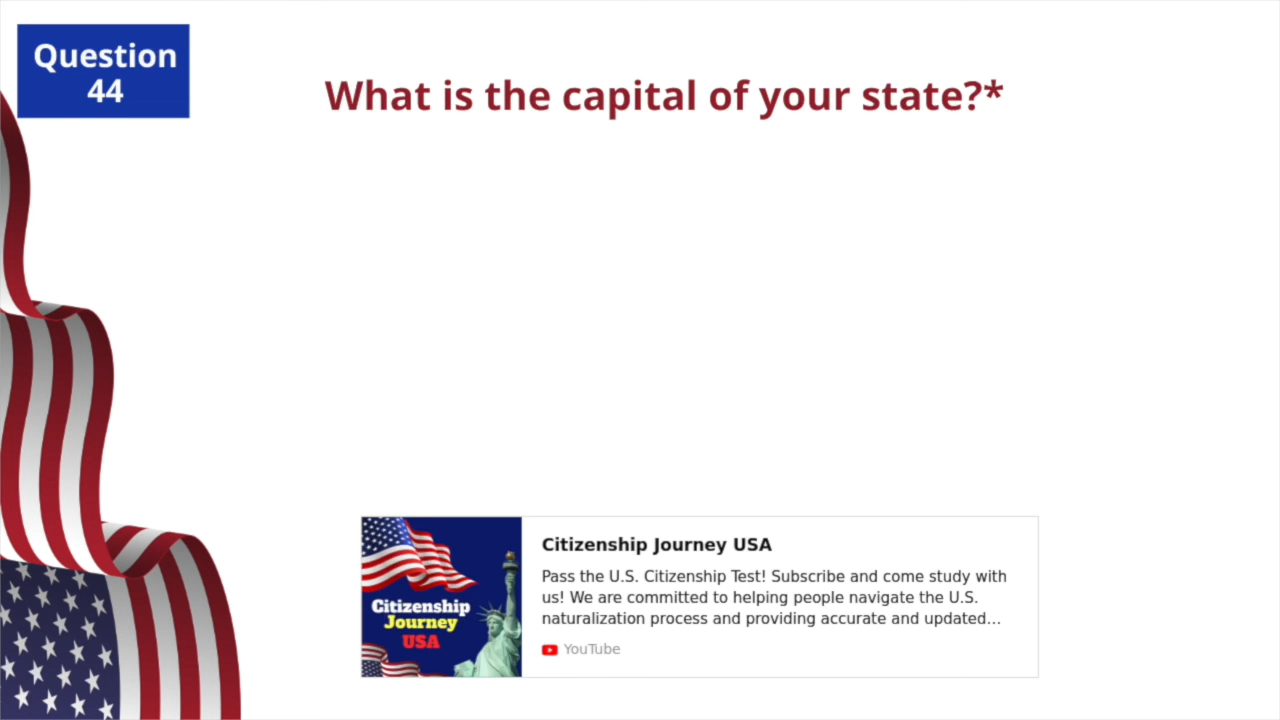 Question
44
What is the capital of your state?*
Citizenship
Journey
USA
Citizenship Journey USA
Pass the U.S. Citizenship Test! Subscribe and come study with
us! We are committed to helping people navigate the U.S.
naturalization process and providing accurate and updated...
YouTube